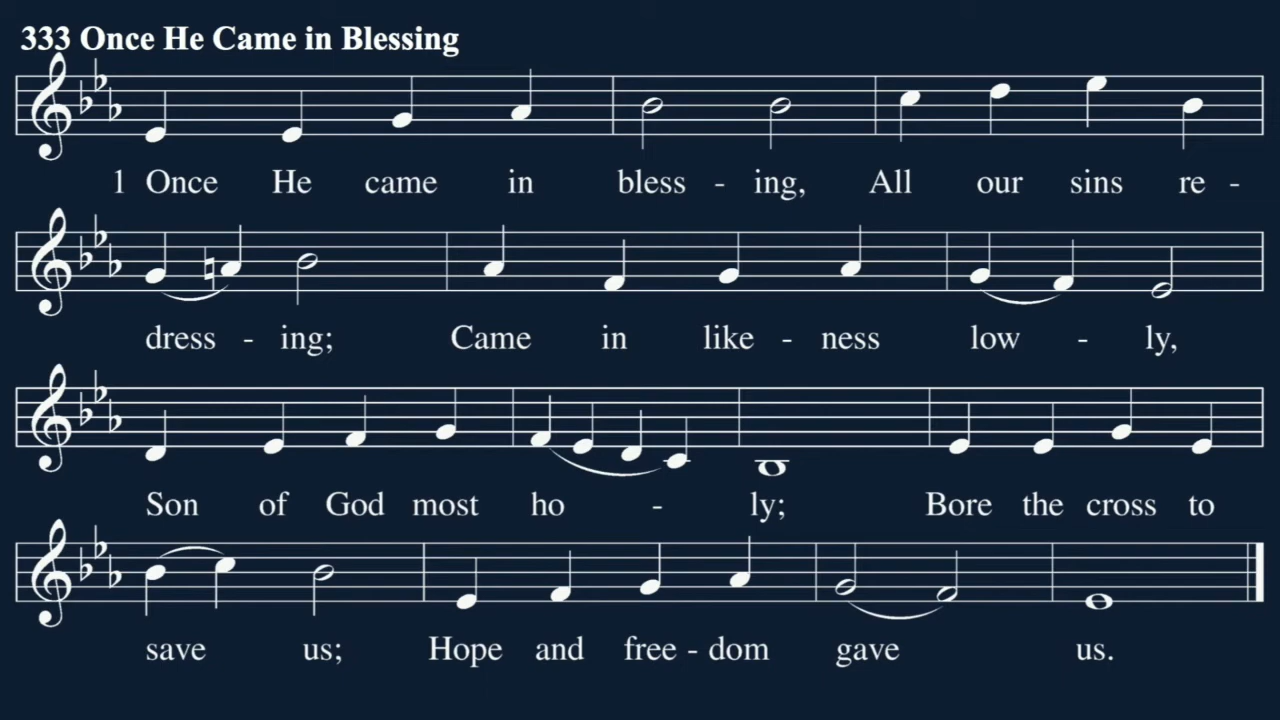 333 Once He Came in Blessing
1 Once He came in bless - ing, All our sins re -
dress - ing; Came in like - ness low - ly,
Son of God most ho - ly; Bore the cross to
save us; Hope and free - dom gave us.